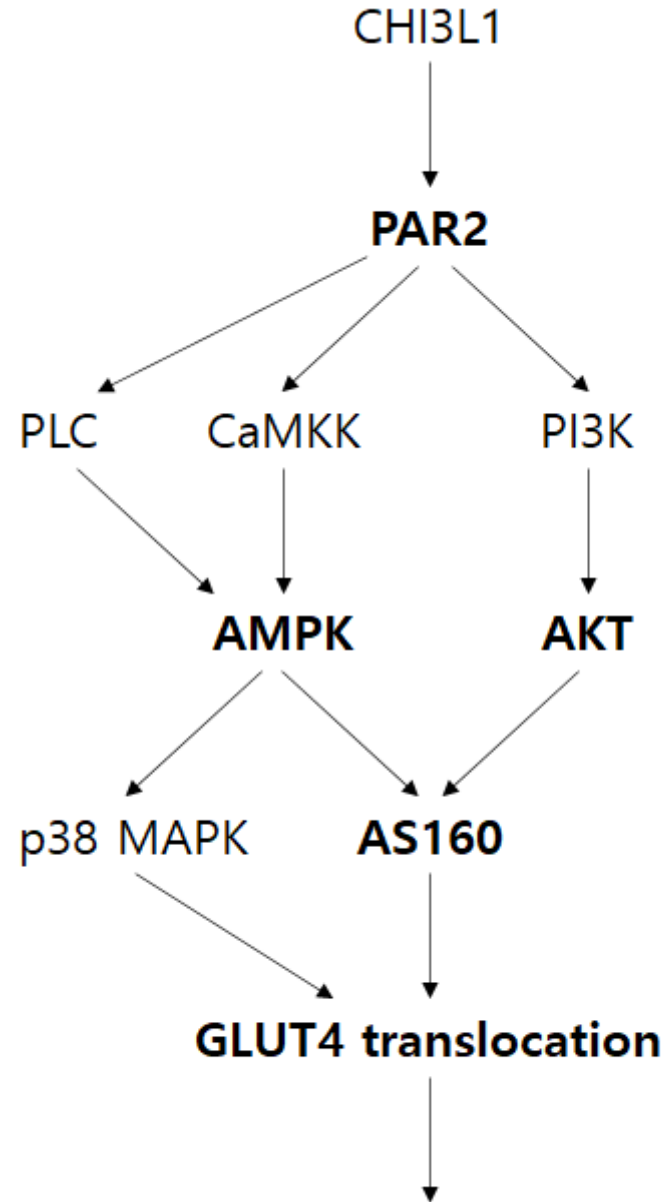 CHI3L1
PAR2
PLC CaMKK PI3K
AMPK AKT
p38 MAPK AS160
GLUT4 translocation